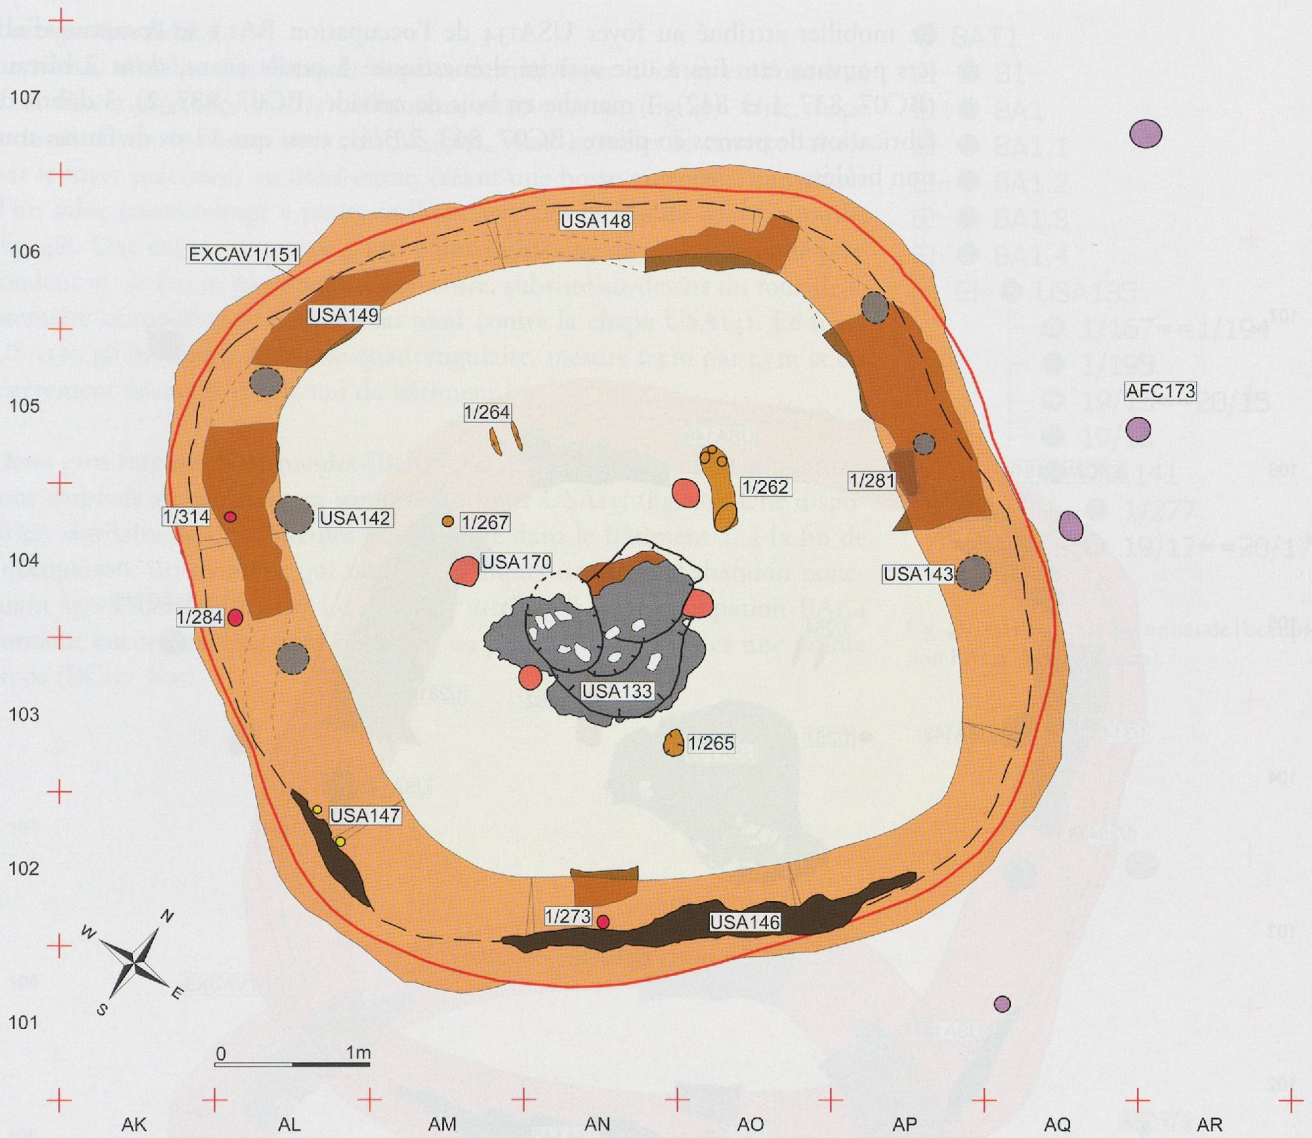 107
106
105
104
103
102
101
USA148
EXCAV1/151
USA149
AFC173
1/264
1/281
1/262
1/314
USA142
1/267
USA170
USA143
1/284
USA133
1/265
USA147
1/273
USA146
N
W
E
S
0 1m
AK AL AM AN AO AP AQ AR